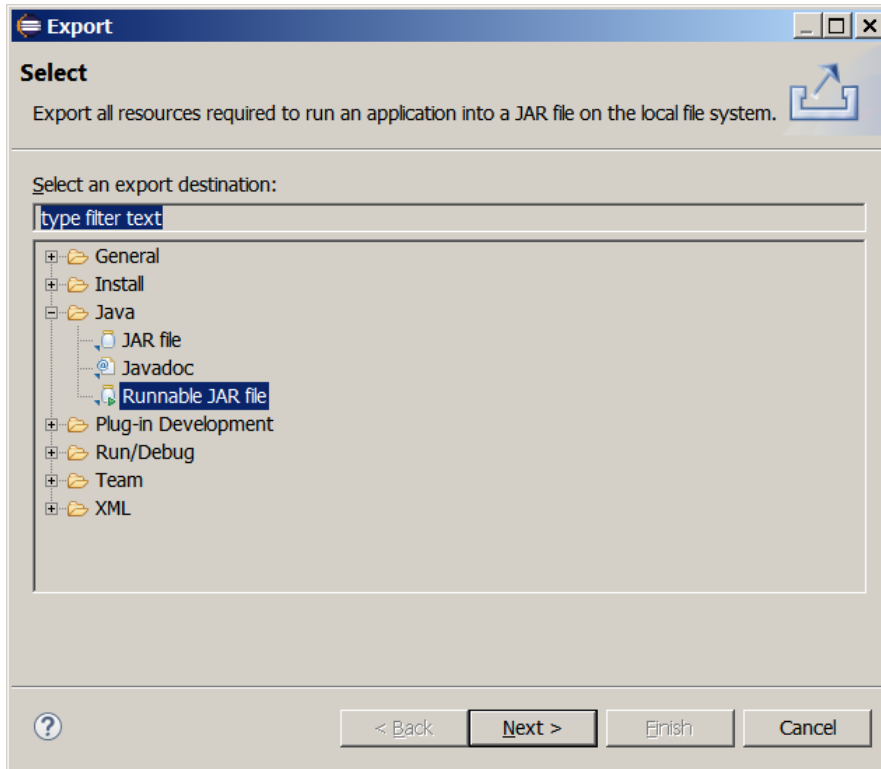 Export
Select
Export all resources required to run an application into a JAR file on the local file system.
Select an export destination:
type filter text
General
Install
Java
JAR file
Javadoc
Runnable JAR file
Plug-in Development
Run/Debug
Team
XML
< Back Next > Finish Cancel